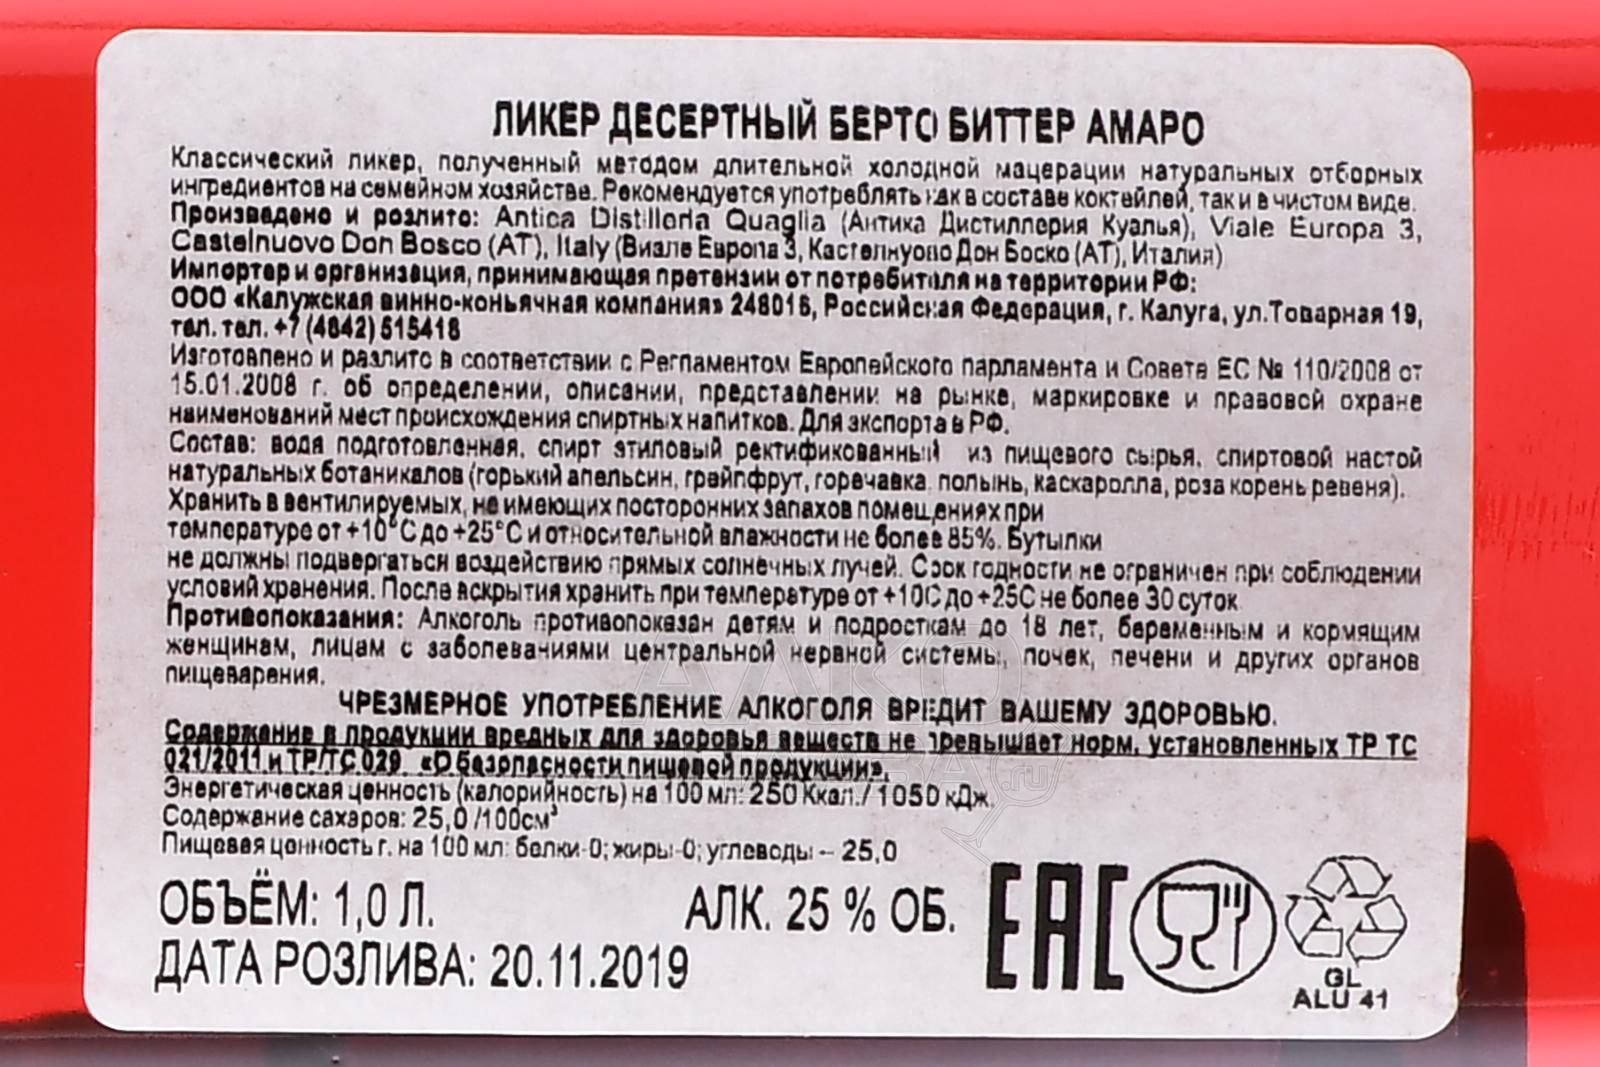 ЛИКЕР ДЕСЕРТНЫЙ БЕРТО БИТТЕР АМАРО
Классический ликер, полученный методом длительной холодной мацерации натуральных отборных
ингредиентов на семейном хозяйстве. Рекомендуется употреблять как в составе коктейлей, так и в чистом виде.
Произведено и розлито: Antica Distilleria Quaglia (Антика Дистиллерия Куалья), Viale Europa 3,
Castelnuovo Don Bosco (AT), Italy (Виале Европа 3, Кастелнуово Дон Боско (АТ), Италия)
Импортер и организация, принимающая претензии от потребителя на территории РФ:
ООО «Калужская винно-коньячная компания» 248016, Российская Федерация, г. Калуга, ул.Товарная 19,
тел. тел. +7 (4842) 515418
Изготовлено и разлито в соответствии с Регламентом Европейского парламента и Совета ЕС № 110/2008 от
15.01.2008 г. об определении, описании, представлении на рынке, маркировке и правовой охране
наименований мест происхождения спиртных напитков. Для экспорта в РФ.
Состав: вода подготовленная, спирт этиловый ректификованный из пищевого сырья, спиртовой настой
натуральных ботаникалов (горький апельсин, грейпфрут, горечавка, полынь, каскаролла, роза корень ревеня).
Хранить в вентилируемых, не имеющих посторонних запахов помещениях при
температуре от +10°С до +25°С и относительной влажности не более 85%. Бутылки
не должны подвергаться воздействию прямых солнечных лучей. Срок годности не ограничен при соблюдении
условий хранения. После вскрытия хранить при температуре от +10С до +25С не более 30 суток
Противопоказания: Алкоголь противопоказан детям и подросткам до 18 лет, беременным и кормящим
женщинам, лицам с заболеваниями центральной нервной системы, почек, печени и других органов
пищеварения.
ЧРЕЗМЕРНОЕ УПОТРЕБЛЕНИЕ АЛКОГОЛЯ ВРЕДИТ ВАШЕМУ ЗДОРОВЬЮ.
Содержание в продукции вредных для здоровья веществ не превышает норм, установленных ТР ТС
021/2011 и ТР/ТС 029 «О безопасности пищевой продукции».
Энергетическая ценность (калорийность) на 100 мл: 250 Ккал./ 1050 кДж.
Содержание сахаров: 25,0 /100см³
Пищевая ценность г. на 100 мл: белки-0; жиры-0; углеводы – 25,0
ОБЪЁМ: 1,0 Л. АЛК. 25 % ОБ.
ДАТА РОЗЛИВА: 20.11.2019
ЕАС
GL
ALU 41